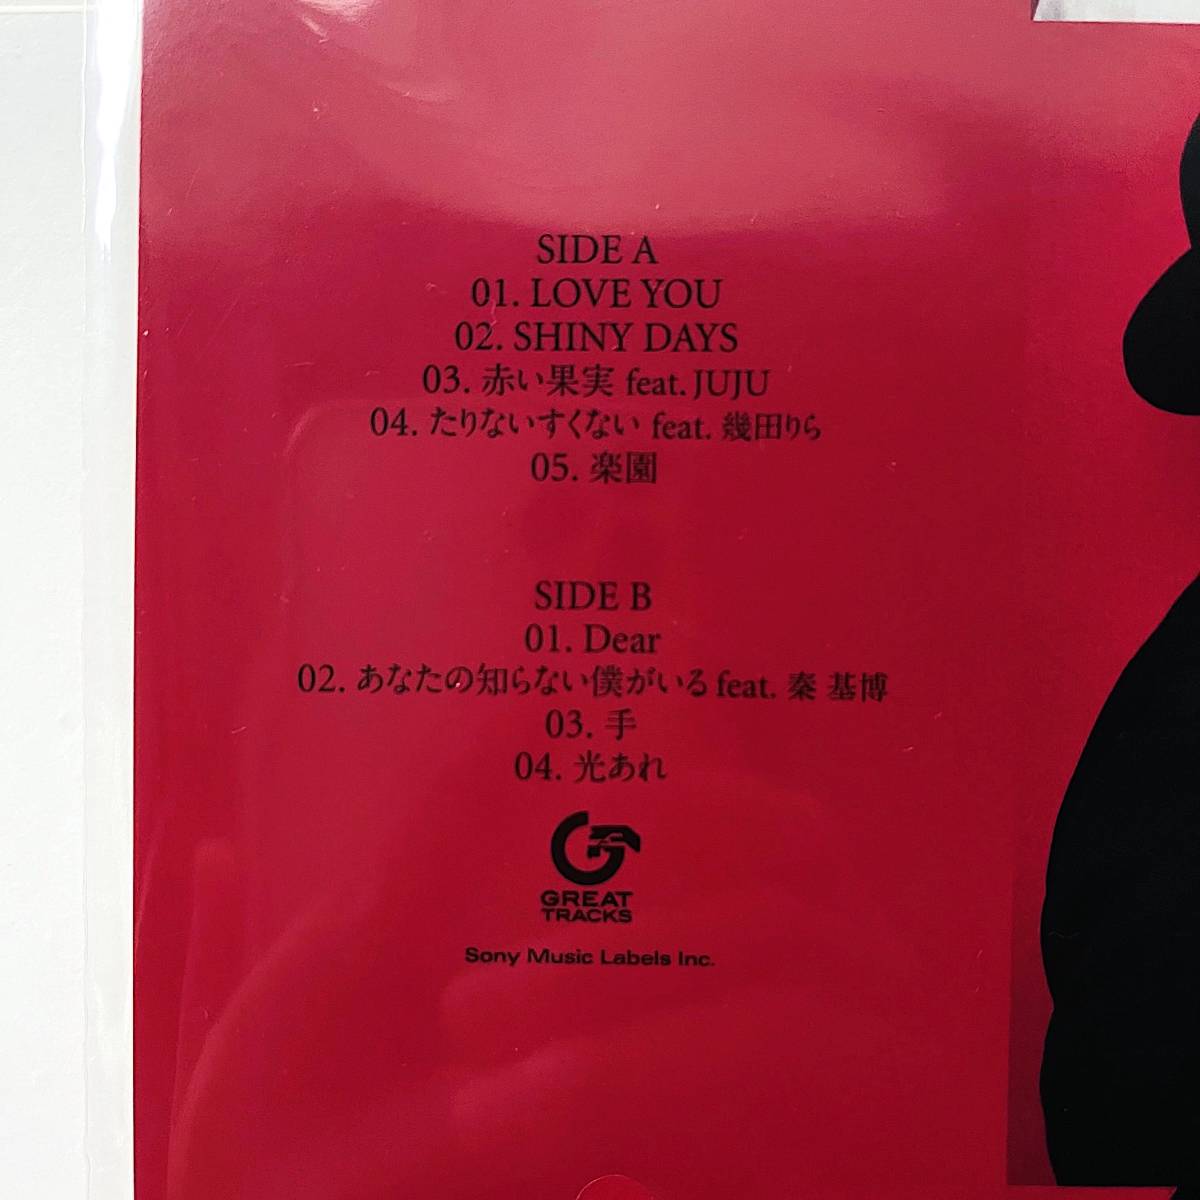 SIDE A
01. LOVE YOU
02. SHINY DAYS
03. 赤い果実 feat. JUJU
04. たりないすくない feat. 幾田りら
05. 楽園
SIDE B
01. Dear
02. あなたの知らない僕がいる feat. 秦 基博
03. 手
04. 光あれ
GREAT
TRACKS
Sony Music Labels Inc.